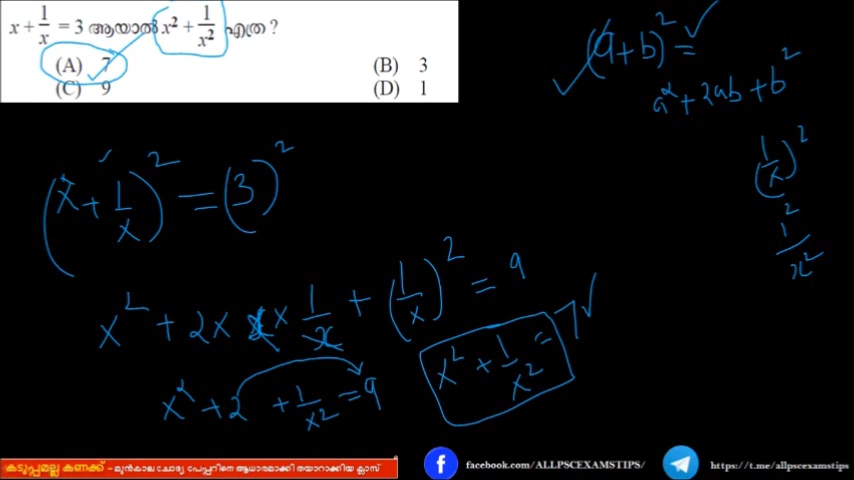 x + 1/x = 3 ആയാൽ x² + 1/x² എത്ര ?
(A) 7 (B) 3
(C) 9 (D) 1
(a+b)² =
a² + 2ab + b²
(1/x)²
1²/x²
(x + 1/x)² = (3)²
x² + 2 × x × 1/x + (1/x)² = 9
x² + 2 + 1/x² = 9
x² + 1/x² = 7
കടുപ്പമല്ല കണക്ക് - മുൻകാല ചോദ്യ പേപ്പറിനെ ആധാരമാക്കി തയാറാക്കിയ ക്ലാസ്
facebook.com/ALLPSCEXAMSTIPS/
https://t.me/allpscexamstips